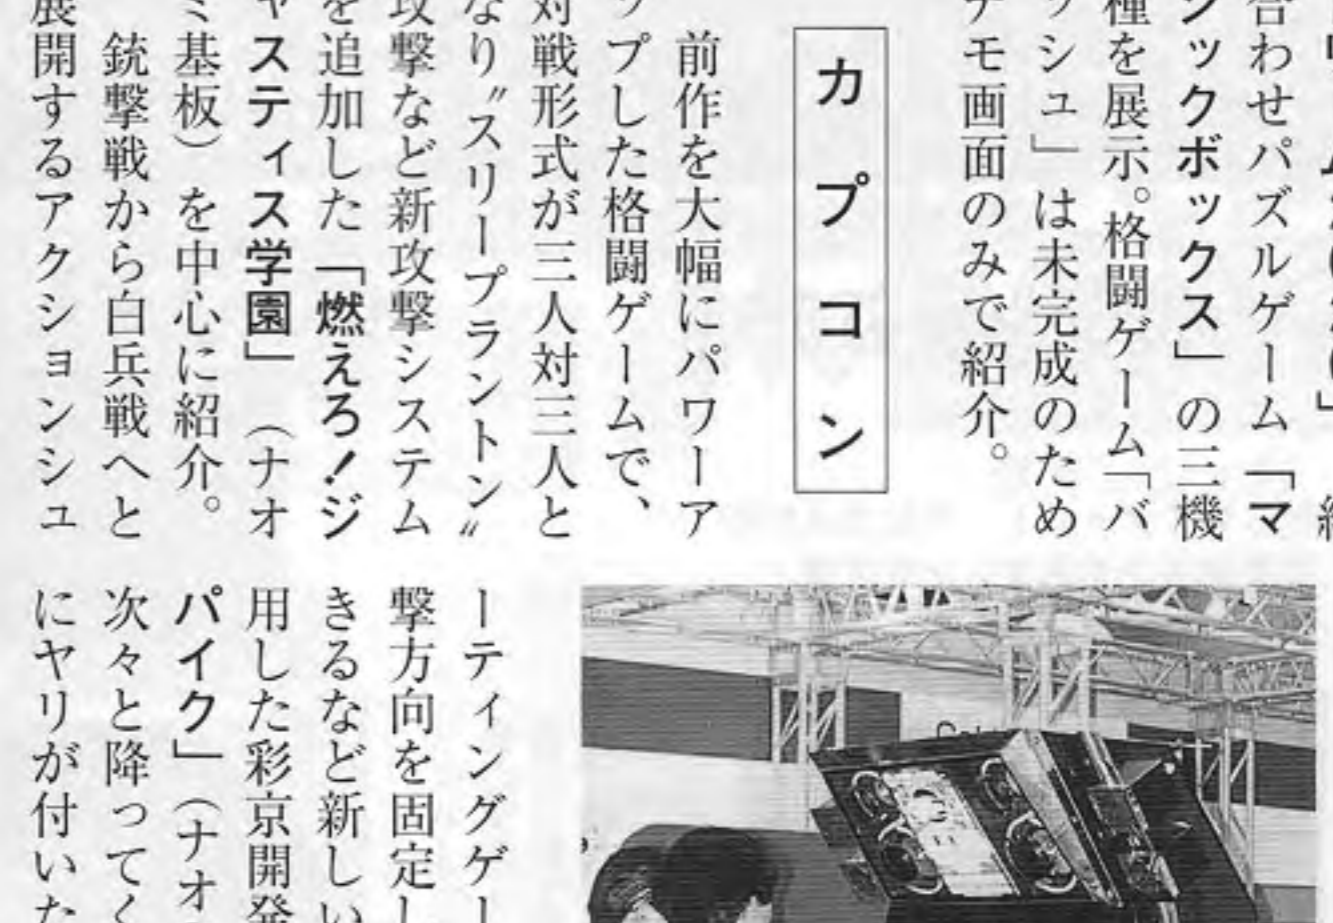 合わせパズルゲーム「マ
ジックボックス」の三機
種を展示。格闘ゲーム「バ
ッシュ」は未完成のため
デモ画面のみで紹介。
カプコン
前作を大幅にパワーア
ップした格闘ゲームで、
対戦形式が三人対三人と
なり〝スリープラントン〟
攻撃など新攻撃システム
を追加した「燃えろ！ジ
ャスティス学園」（ナオ
ミ基板）を中心に紹介。
銃撃戦から白兵戦へと
展開するアクションシュ
ーティングゲー
撃方向を固定し
きるなど新しい
用した彩京開発
パイク」（ナオ
次々と降ってく
にヤリが付いた